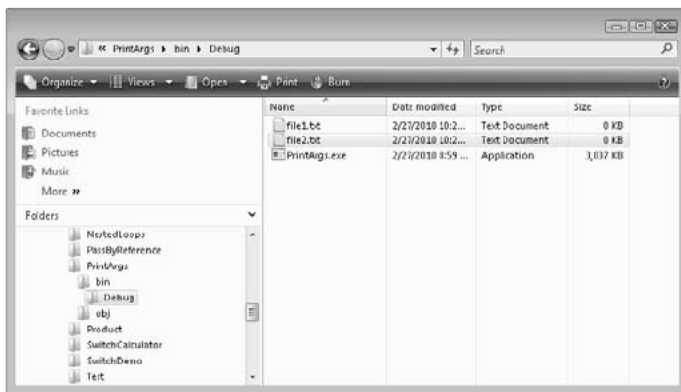 « PrintArgs ▸ bin ▸ Debug
Search
Organize Views Open Print Burn
Favorite Links
Documents
Pictures
Music
More »
Folders
NestedLoops
PassByReference
PrintArgs
bin
Debug
obj
Product
SwitchCalculator
SwitchDemo
Test
Name Date modified Type Size
file1.txt 2/27/2010 10:2... Text Document 0 KB
file2.txt 2/27/2010 10:2... Text Document 0 KB
PrintArgs.exe 2/27/2010 8:59 ... Application 3,037 KB